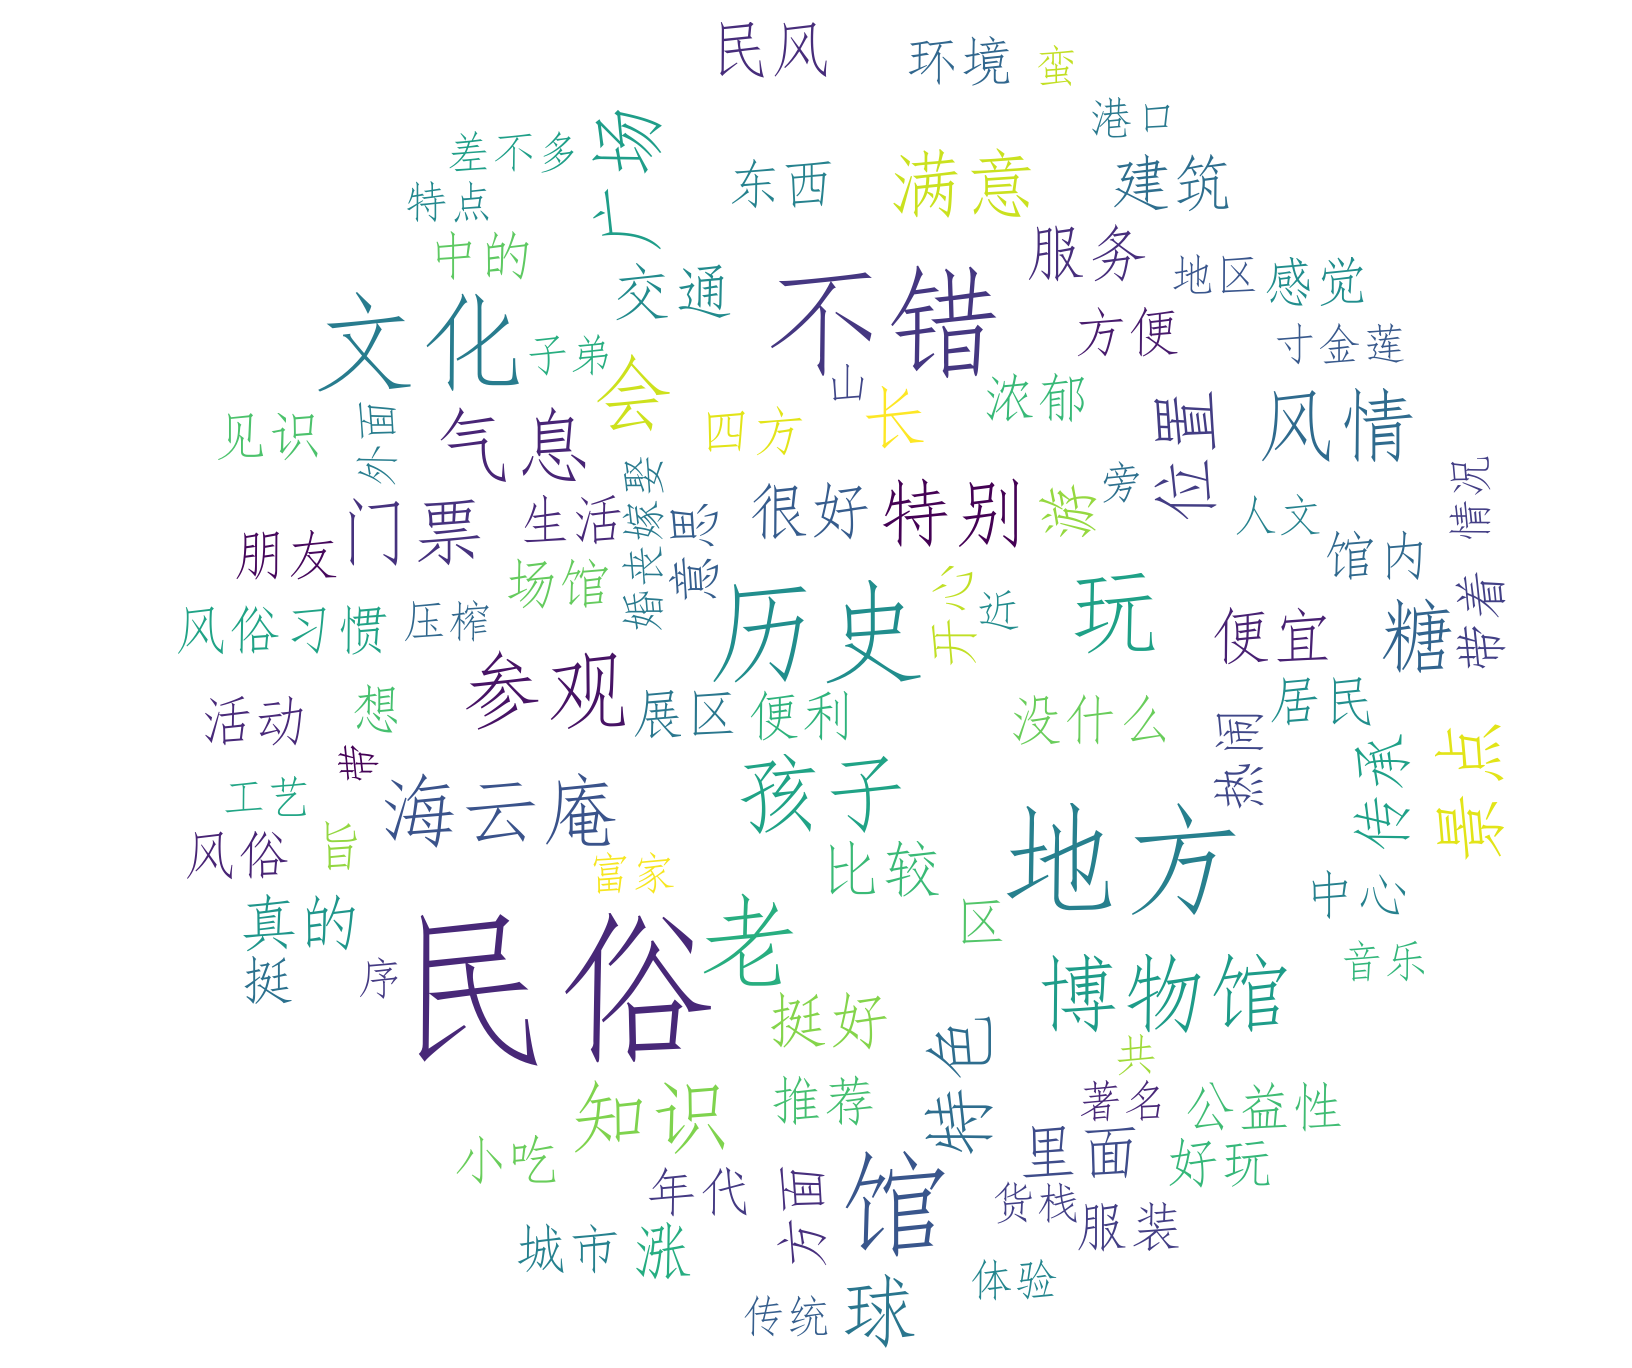 民风
环境
蛮
港口
差不多
广场
东西
满意
建筑
特点
中的
交通
不错
服务
地区
感觉
文化
子弟
会
山
方便
寸金莲
见识
外面
气息
四方
长
浓郁
位置
风情
门票
生活
婚丧嫁娶
意思
很好
特别
游
旁
人文
情况
朋友
场馆
馆内
风俗习惯
压榨
历史
开心
近
玩
便宜
糖
带着
参观
活动
想
展区
便利
没什么
居民
热闹
带
工艺
海云庵
孩子
传承
景点
风俗
旨
富家
比较
地方
中心
真的
民俗
老
区
音乐
挺
序
博物馆
挺好
特色
共
知识
推荐
著名
公益性
小吃
里面
好玩
年代
方面
馆
货栈
服装
城市
涨
体验
传统
球